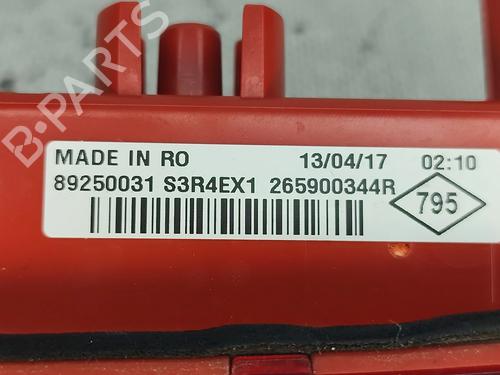 B-PARTS
MADE IN RO 13/04/17 02:10
89250031 S3R4EX1 265900344R
795